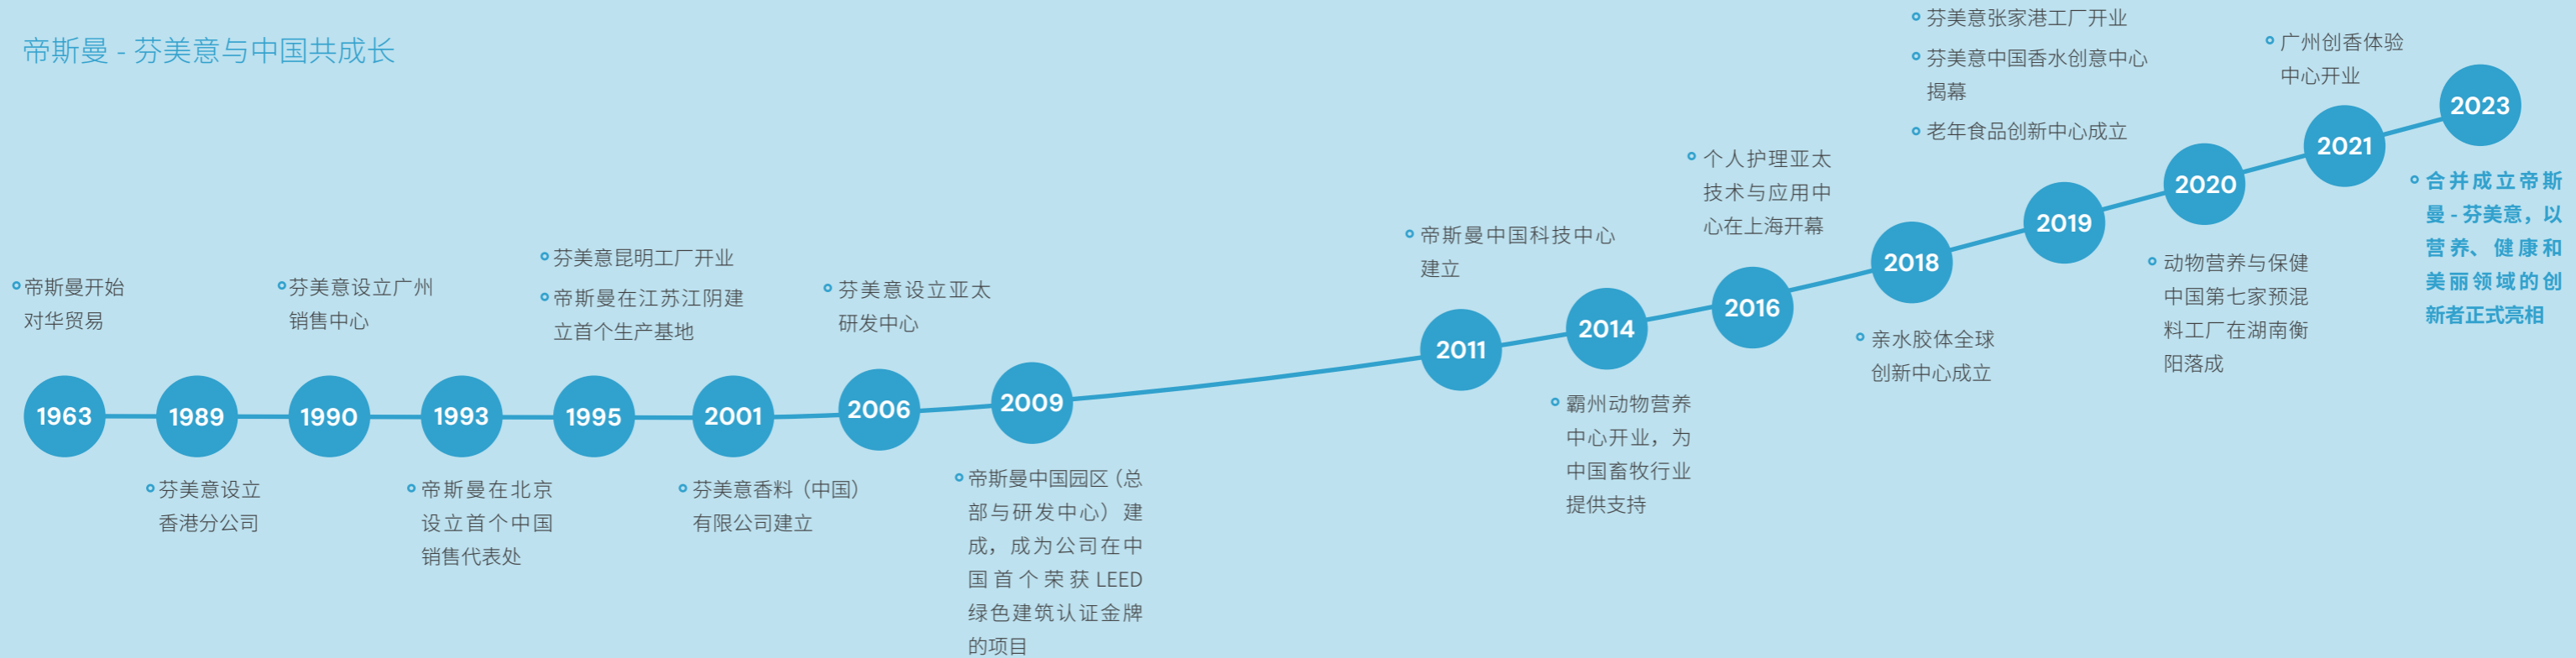 帝斯曼 - 芬美意与中国共成长
1963
帝斯曼开始
对华贸易
1989
芬美意设立
香港分公司
1990
芬美意设立广州
销售中心
1993
帝斯曼在北京
设立首个中国
销售代表处
1995
芬美意昆明工厂开业
帝斯曼在江苏江阴建
立首个生产基地
2001
芬美意香料（中国）
有限公司建立
2006
芬美意设立亚太
研发中心
2009
帝斯曼中国园区（总
部与研发中心）建
成，成为公司在中
国首个荣获 LEED
绿色建筑认证金牌
的项目
2011
帝斯曼中国科技中心
建立
2014
霸州动物营养
中心开业，为
中国畜牧行业
提供支持
2016
个人护理亚太
技术与应用中
心在上海开幕
2018
亲水胶体全球
创新中心成立
2019
芬美意张家港工厂开业
芬美意中国香水创意中心
揭幕
老年食品创新中心成立
2020
动物营养与保健
中国第七家预混
料工厂在湖南衡
阳落成
2021
广州创香体验
中心开业
2023
合并成立帝斯
曼 - 芬美意，以
营养、健康和
美丽领域的创
新者正式亮相